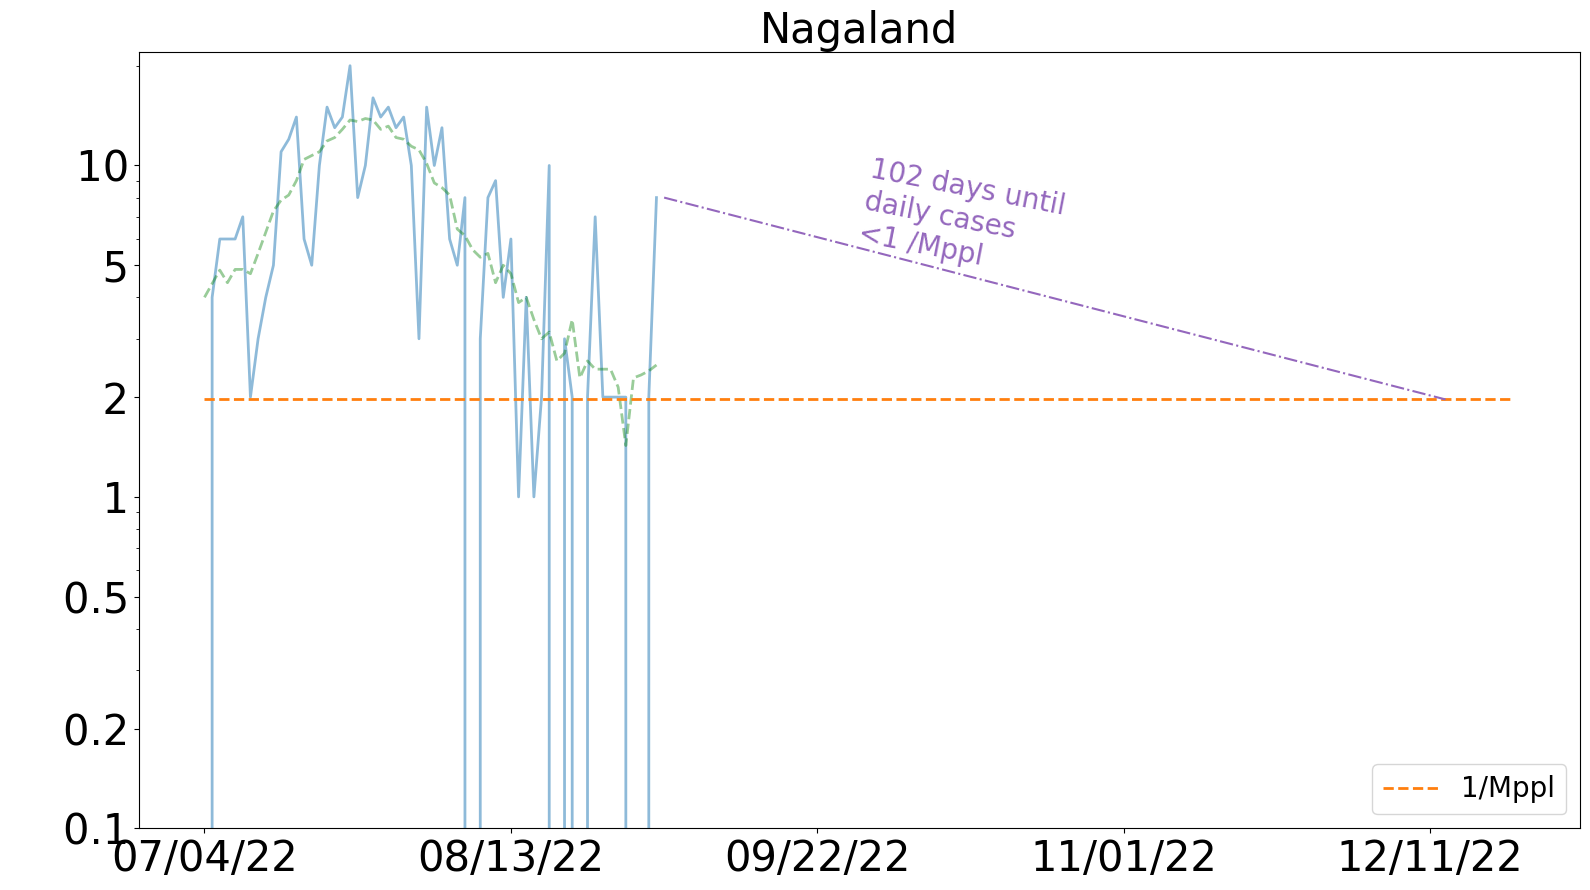 Nagaland
102 days until
daily cases
<1 /Mppl
10
5
2
1
0.5
0.2
0.1
1/Mppl
07/04/22
08/13/22
09/22/22
11/01/22
12/11/22